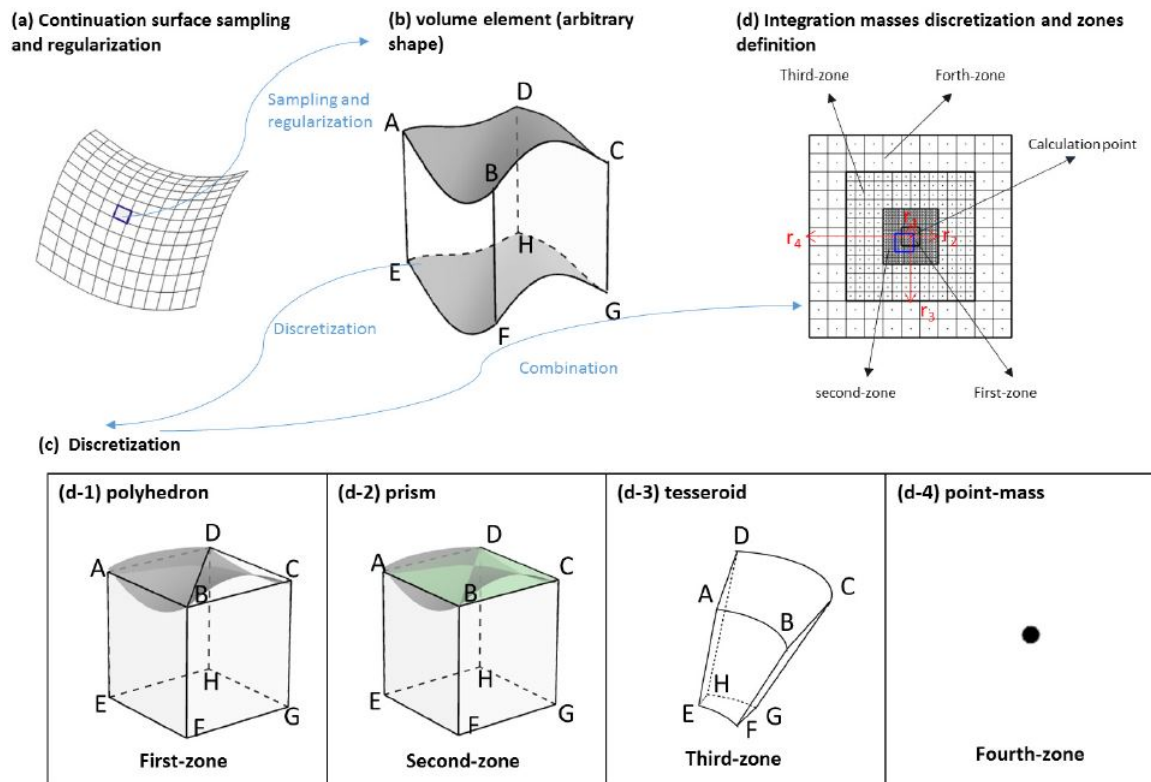 (a) Continuation surface sampling
and regularization
(b) volume element (arbitrary
shape)
(d) Integration masses discretization and zones
definition
Sampling and
regularization
A
D
B
C
E
H
F
G
Discretization
Combination
Third-zone
Forth-zone
Calculation point
r₁
r₂
r₃
r₄
second-zone
First-zone
(c) Discretization
(d-1) polyhedron
A
D
B
C
E
H
F
G
First-zone
(d-2) prism
A
D
B
C
E
H
F
G
Second-zone
(d-3) tesseroid
D
A
C
B
H
E
F
G
Third-zone
(d-4) point-mass
Fourth-zone